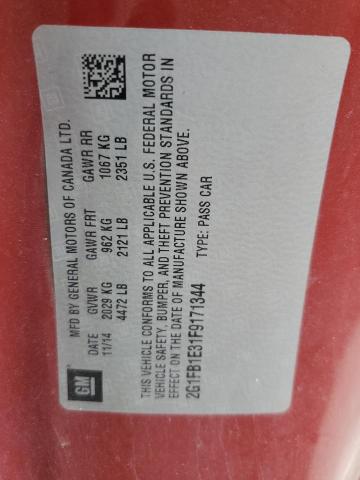 MFD BY GENERAL MOTORS OF CANADA LTD.
DATE GVWR GAWR FRT GAWR RR
11/14 2029 KG 962 KG 1067 KG
4472 LB 2121 LB 2351 LB
GM
THIS VEHICLE CONFORMS TO ALL APPLICABLE U.S. FEDERAL MOTOR
VEHICLE SAFETY, BUMPER, AND THEFT PREVENTION STANDARDS IN
EFFECT ON THE DATE OF MANUFACTURE SHOWN ABOVE.
2G1FB1E31F9171344 TYPE: PASS CAR